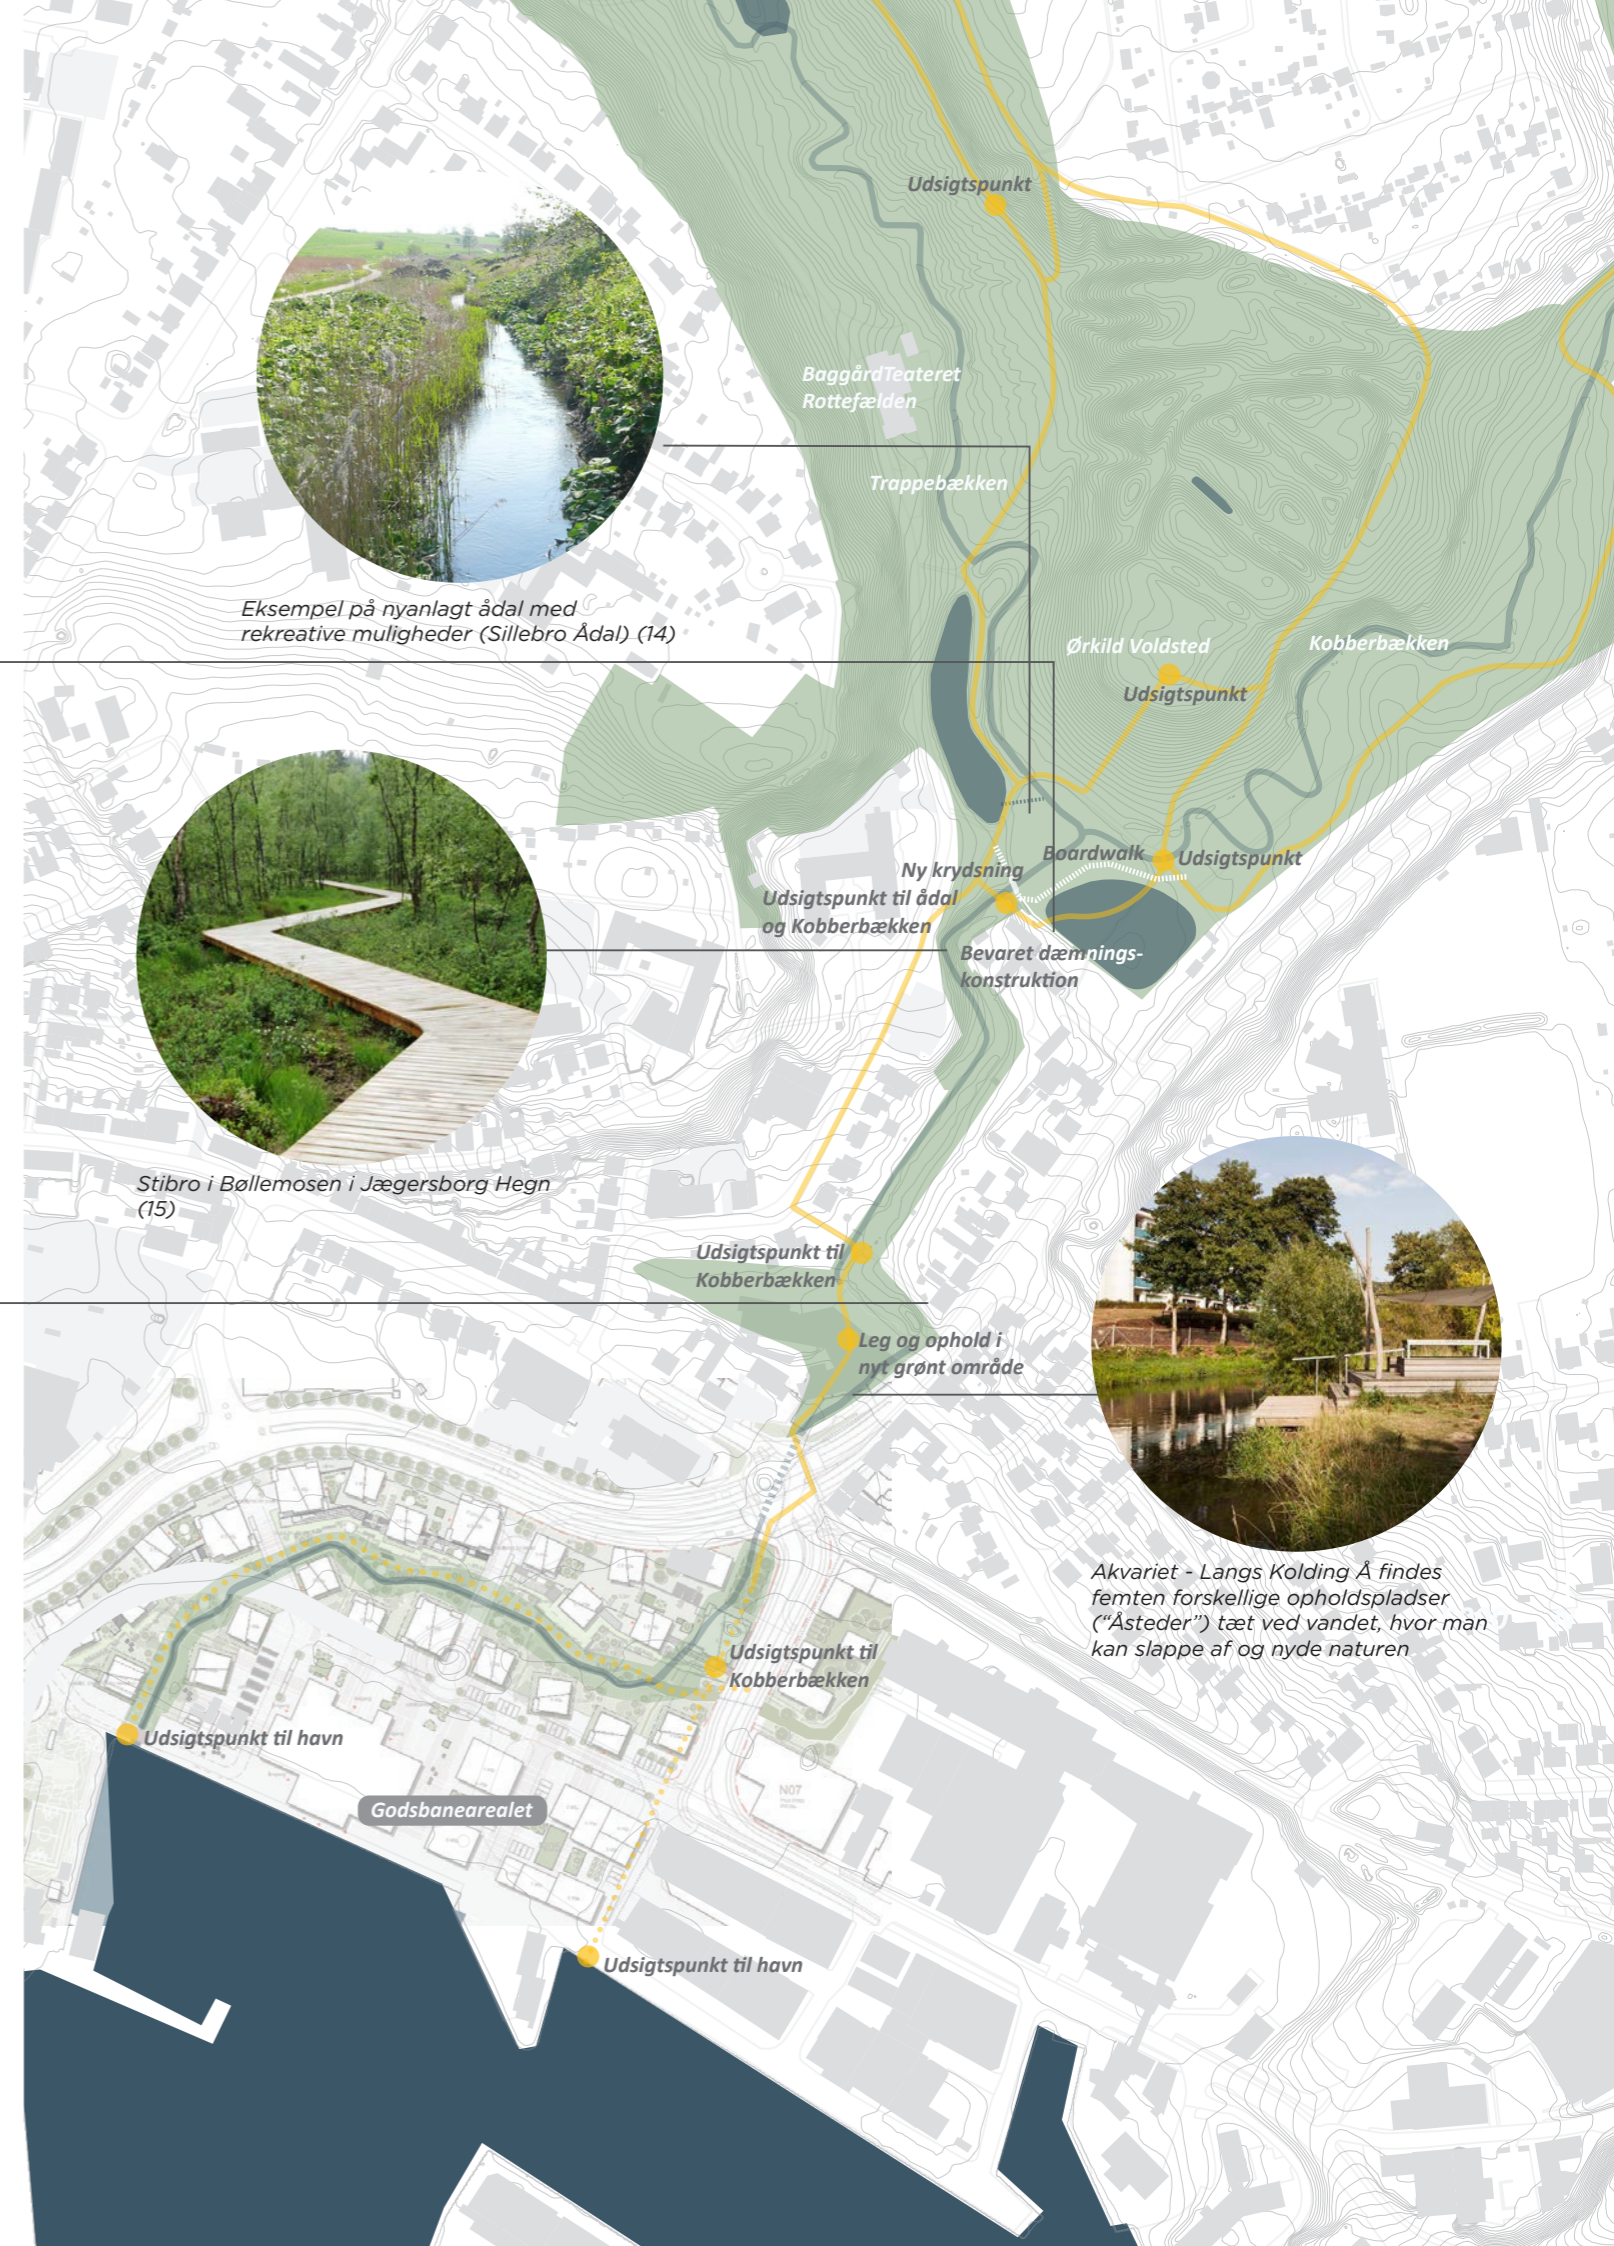 Udsigtspunkt
BaggårdTeateret
Rottefælden
Trappebækken
Eksempel på nyanlagt ådal med
rekreative muligheder (Sillebro Ådal) (14)
Ørkild Voldsted
Udsigtspunkt
Kobberbækken
Boardwalk
Udsigtspunkt
Ny krydsning
Udsigtspunkt til ådal
og Kobberbækken
Bevaret dæmnings-
konstruktion
Stibro i Bøllemosen i Jægersborg Hegn
(15)
Udsigtspunkt til
Kobberbækken
Leg og ophold i
nyt grønt område
Akvariet - Langs Kolding Å findes
femten forskellige opholdspladser
(“Åsteder”) tæt ved vandet, hvor man
kan slappe af og nyde naturen
Udsigtspunkt til
Kobberbækken
Udsigtspunkt til havn
N07
Godsbanearealet
Udsigtspunkt til havn